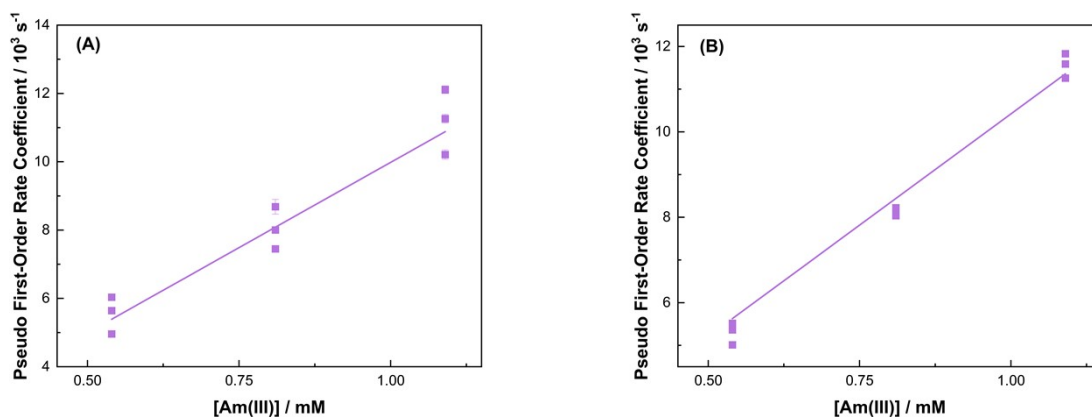 (A)
Pseudo First-Order Rate Coefficient / 10³ s⁻¹
14
12
10
8
6
4
0.50 0.75 1.00
[Am(III)] / mM
(B)
Pseudo First-Order Rate Coefficient / 10³ s⁻¹
12
10
8
6
0.50 0.75 1.00
[Am(III)] / mM